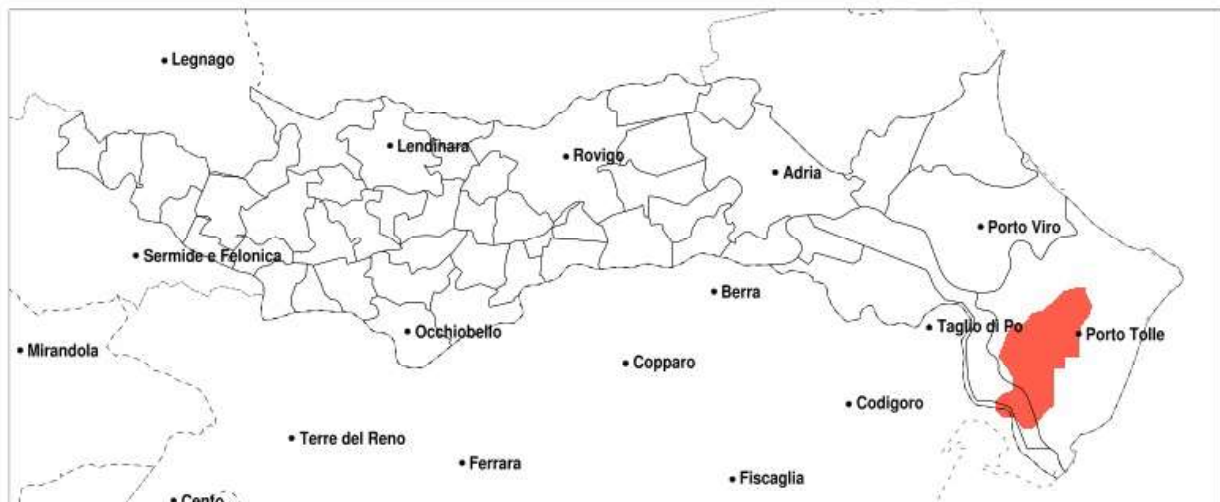 Legnago
Lendinara
Rovigo
Adria
Porto Viro
Sermide e Felonica
Berra
Taglio di Po
Porto Tolle
Occhiobello
Mirandola
Copparo
Codigoro
Terre del Reno
Ferrara
Fiscaglia
Cento